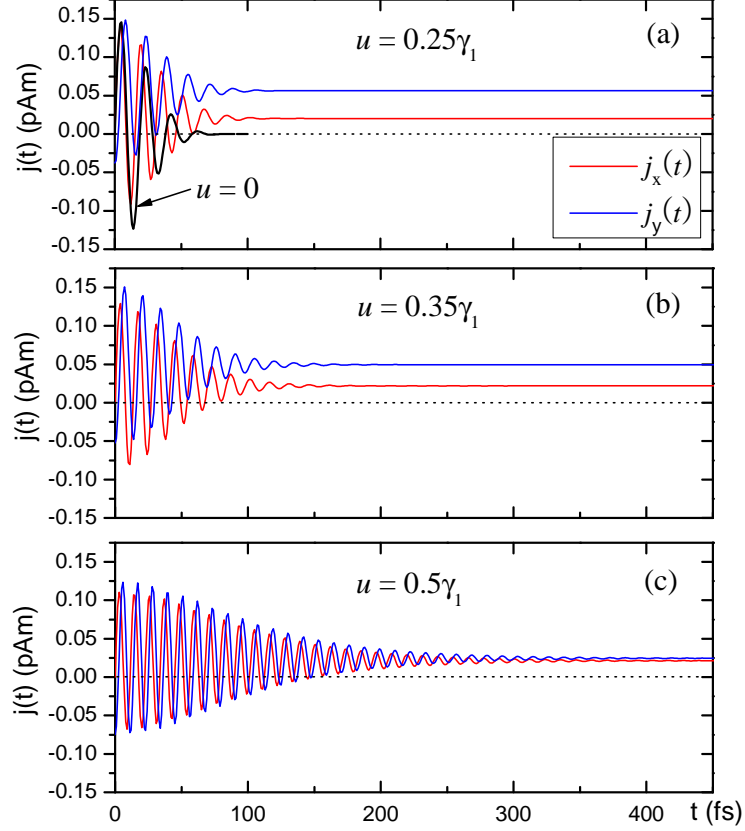 0.15
0.10
0.05
0.00
-0.05
-0.10
-0.15
j(t) (pAm)
u = 0.25γ₁
(a)
u = 0
jₓ(t)
j_y(t)
0.15
0.10
0.05
0.00
-0.05
-0.10
-0.15
j(t) (pAm)
u = 0.35γ₁
(b)
0.15
0.10
0.05
0.00
-0.05
-0.10
-0.15
j(t) (pAm)
u = 0.5γ₁
(c)
0 100 200 300 400 t (fs)